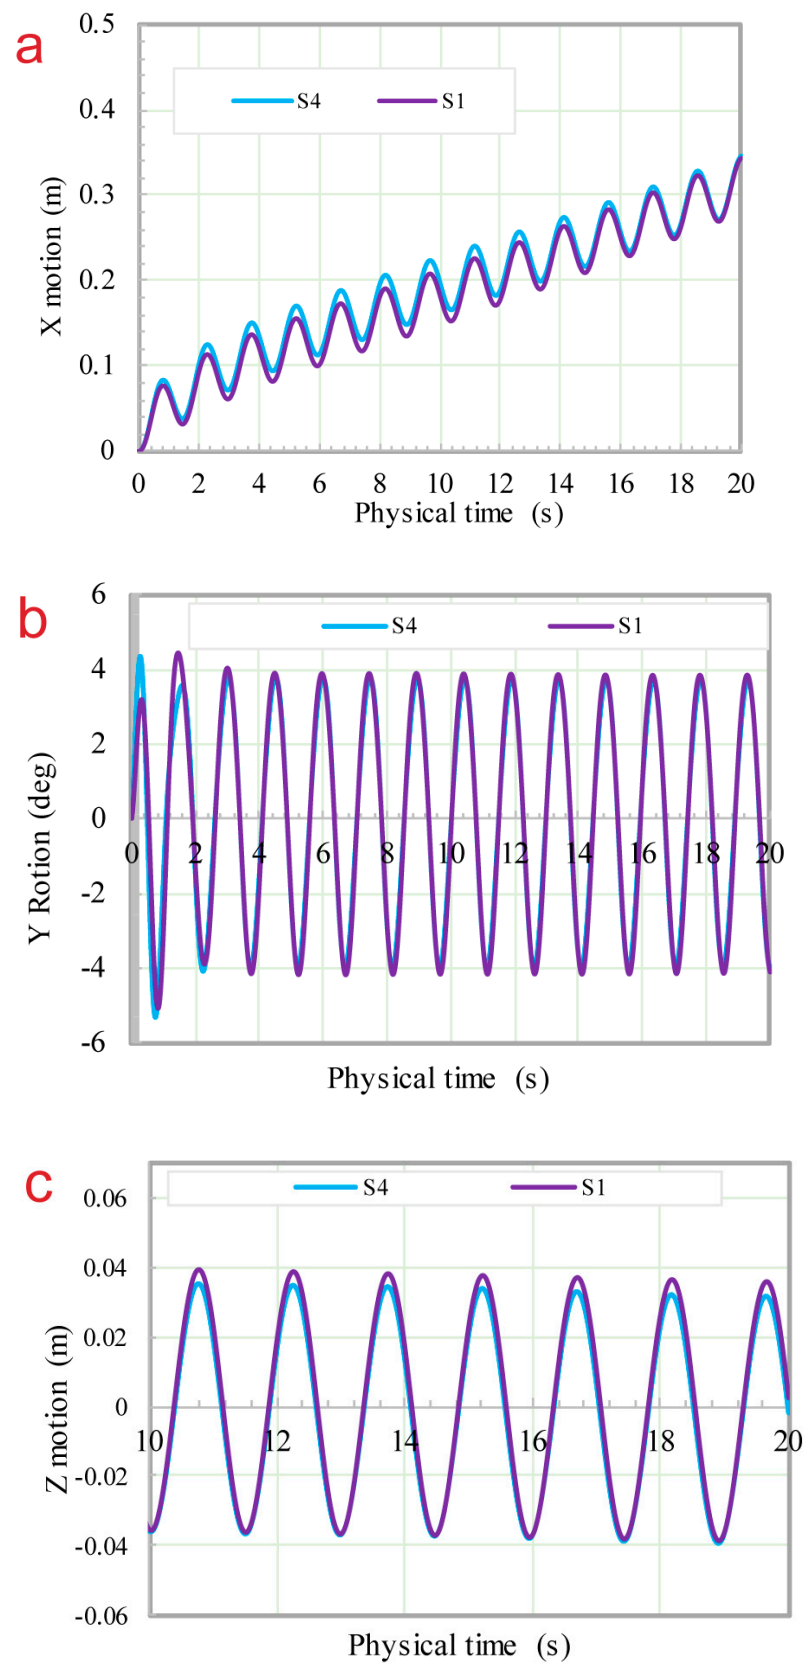 a
0.5
0.4
0.3
0.2
0.1
0
X motion (m)
S4 S1
0 2 4 6 8 10 12 14 16 18 20
Physical time (s)
b
6
4
2
0
-2
-4
-6
Y Rotion (deg)
S4 S1
0 2 4 6 8 10 12 14 16 18 20
Physical time (s)
c
0.06
0.04
0.02
0
-0.02
-0.04
-0.06
Z motion (m)
S4 S1
10 12 14 16 18 20
Physical time (s)